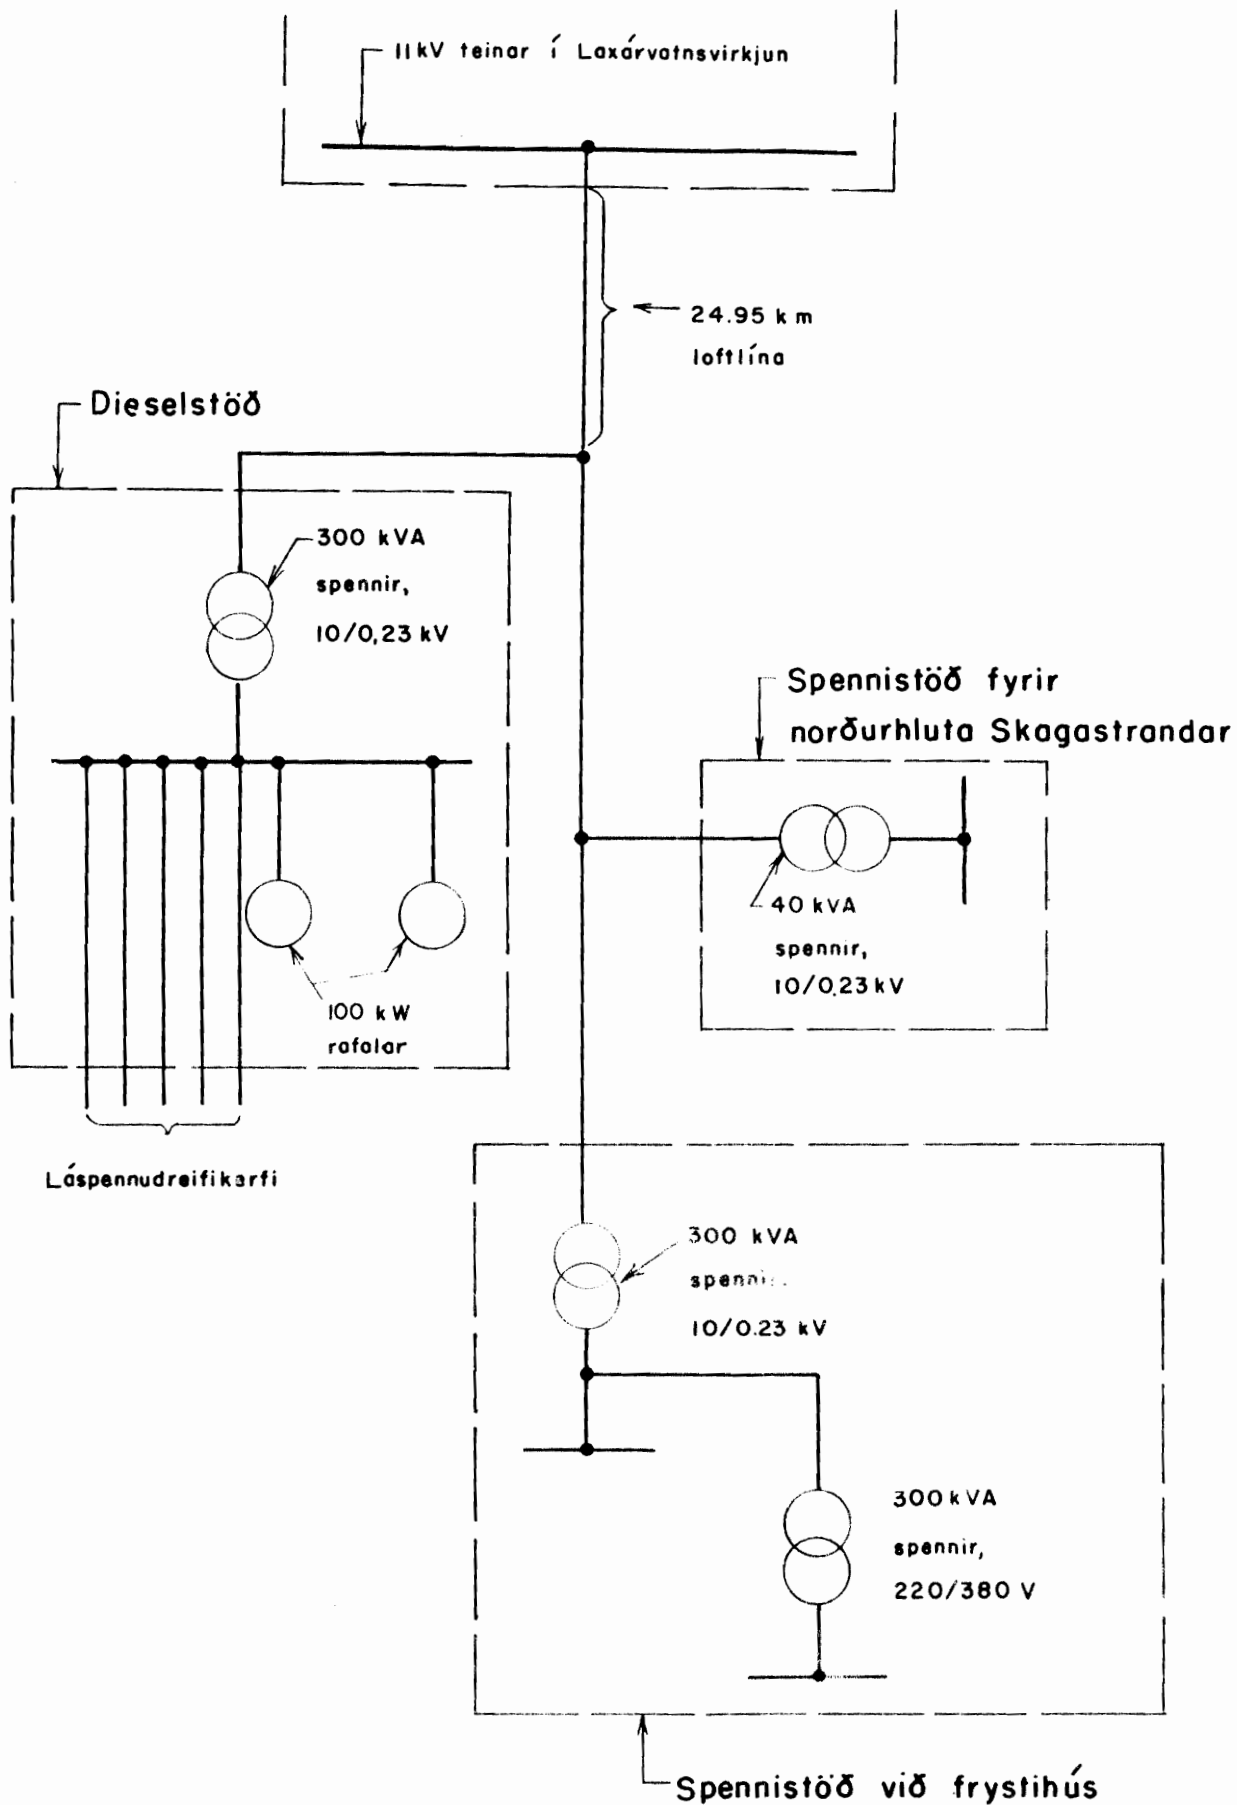 11kV teinar í Laxárvatnsvirkjun
24.95 km
loftlína
Dieselstöð
300 kVA
spennir,
10/0,23 kV
Spennistöð fyrir
norðurhluta Skagastrandar
40 kVA
spennir,
10/0,23 kV
100 kW
rafalar
Láspennudreifikerfi
300 kVA
spennir,
10/0.23 kV
300 kVA
spennir,
220/380 V
Spennistöð við frystihús